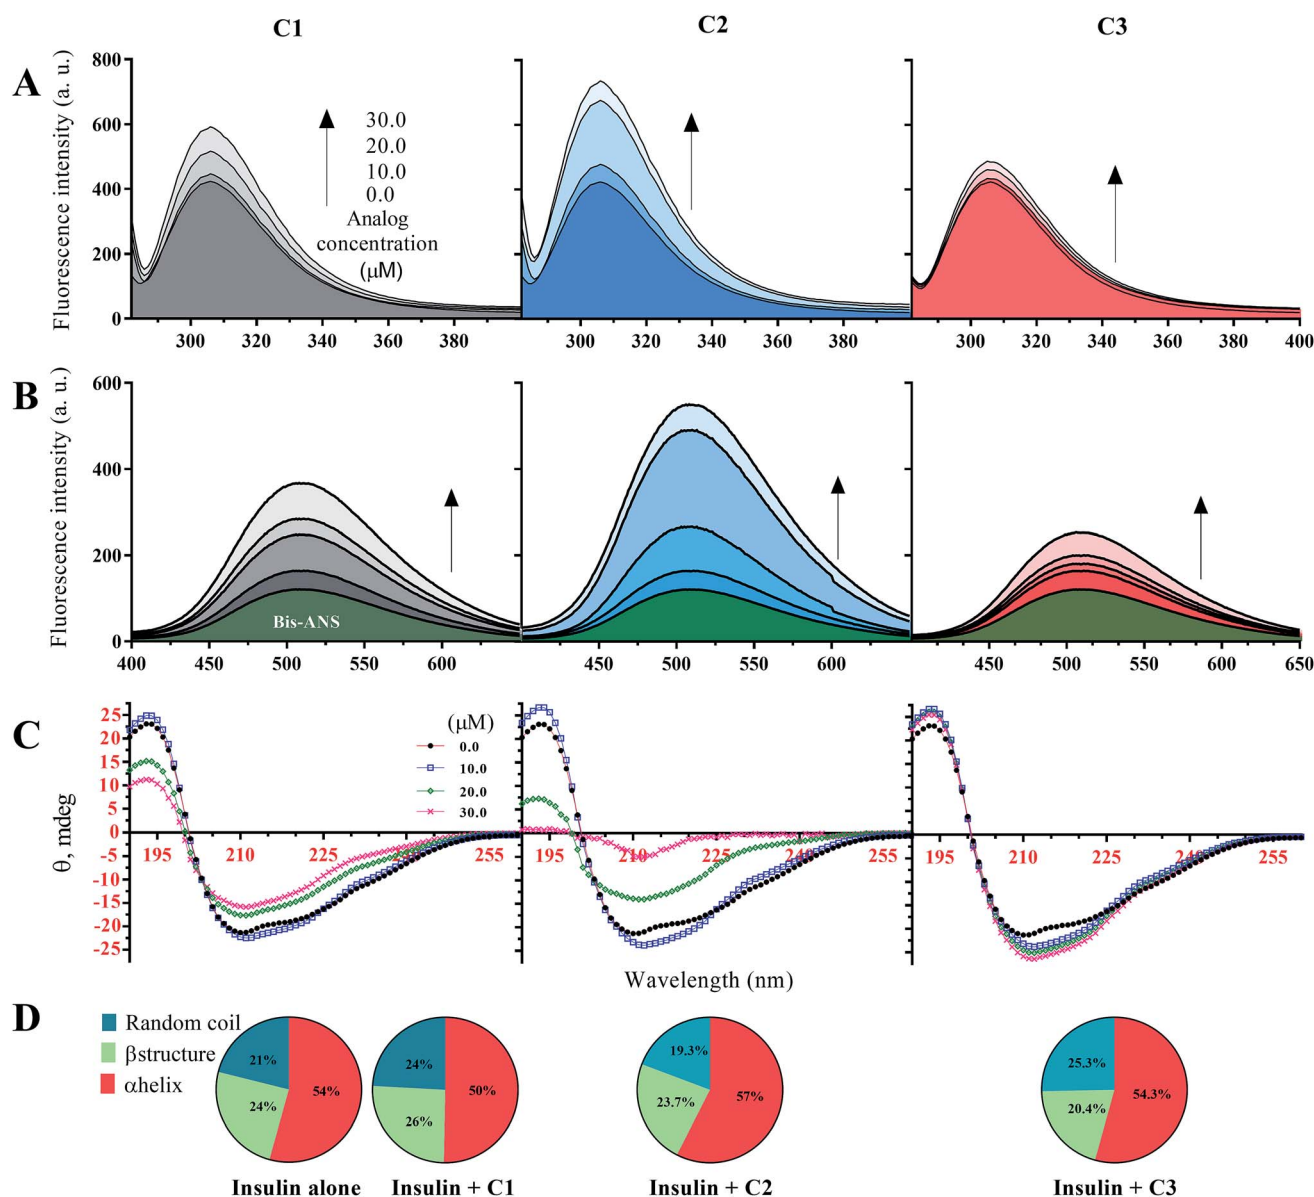 C1
C2
C3
A
Fluorescence intensity (a. u.)
800
600
400
200
0
30.0
20.0
10.0
0.0
Analog
concentration
(μM)
300 320 340 360 380
300 320 340 360 380
300 320 340 360 380 400
B
Fluorescence intensity (a. u.)
600
400
200
0
Bis-ANS
400 450 500 550 600
450 500 550 600
450 500 550 600 650
C
θ, mdeg
25
20
15
10
5
0
-5
-10
-15
-20
-25
(μM)
0.0
10.0
20.0
30.0
195 210 225 240 255
195 210 225 240 255
195 210 225 240 255
Wavelength (nm)
D
Random coil
βstructure
αhelix
21%
54%
24%
24%
50%
26%
19.3%
57%
23.7%
25.3%
54.3%
20.4%
Insulin alone
Insulin + C1
Insulin + C2
Insulin + C3